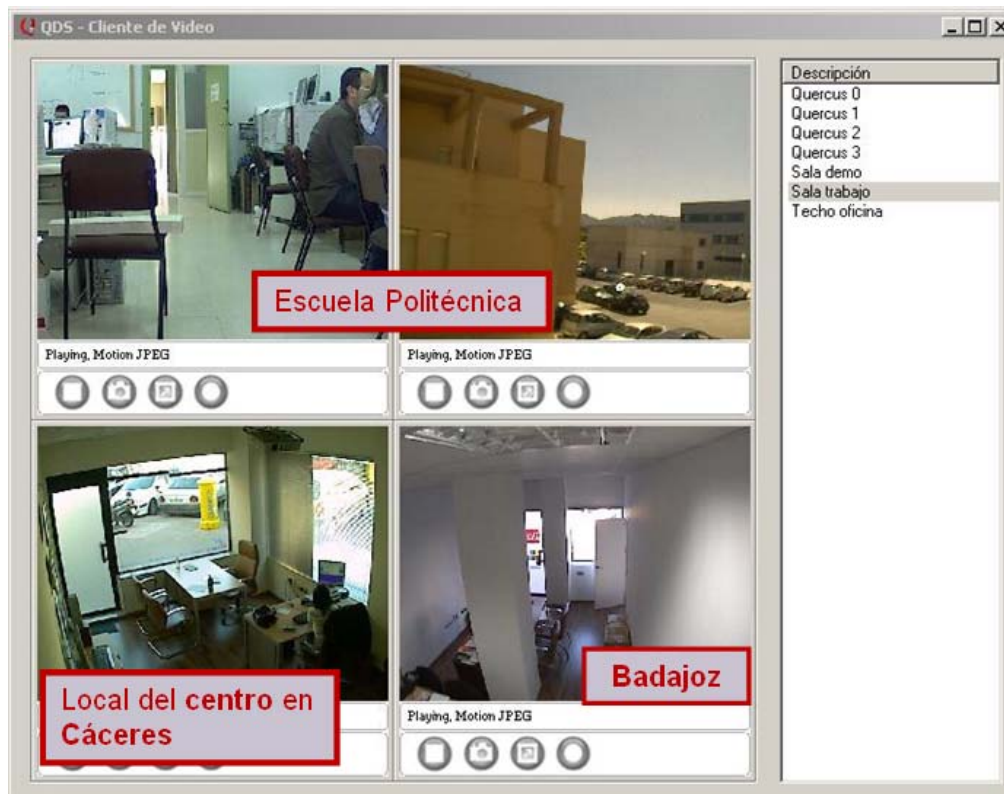 QDS - Cliente de Video
Descripción
Quercus 0
Quercus 1
Quercus 2
Quercus 3
Sala demo
Sala trabajo
Techo oficina
Escuela Politécnica
Playing, Motion JPEG
Playing, Motion JPEG
Local del centro en
Cáceres
Badajoz
Playing, Motion JPEG